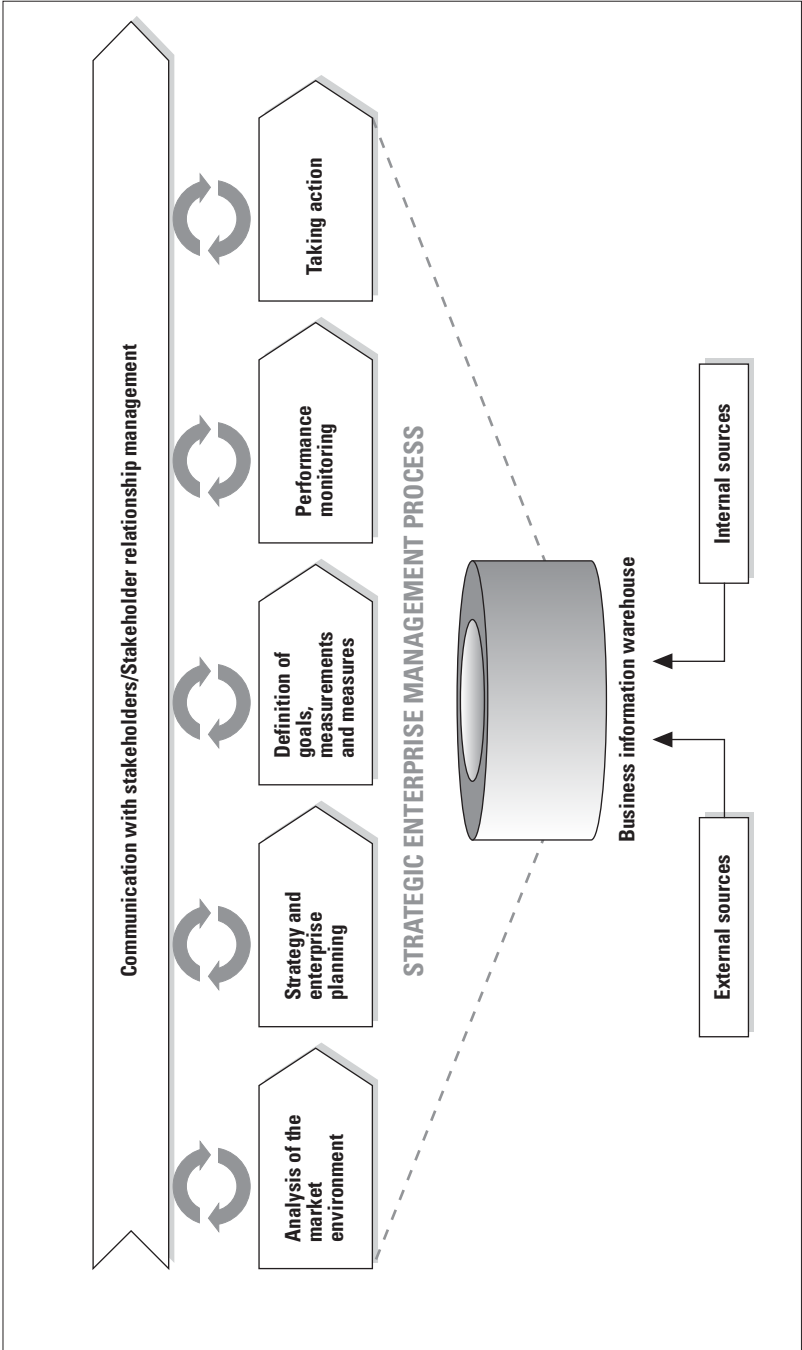 Communication with stakeholders/Stakeholder relationship management
Analysis of the
market
environment
Strategy and
enterprise
planning
Definition of
goals,
measurements
and measures
Performance
monitoring
Taking action
STRATEGIC ENTERPRISE MANAGEMENT PROCESS
Business information warehouse
External sources
Internal sources